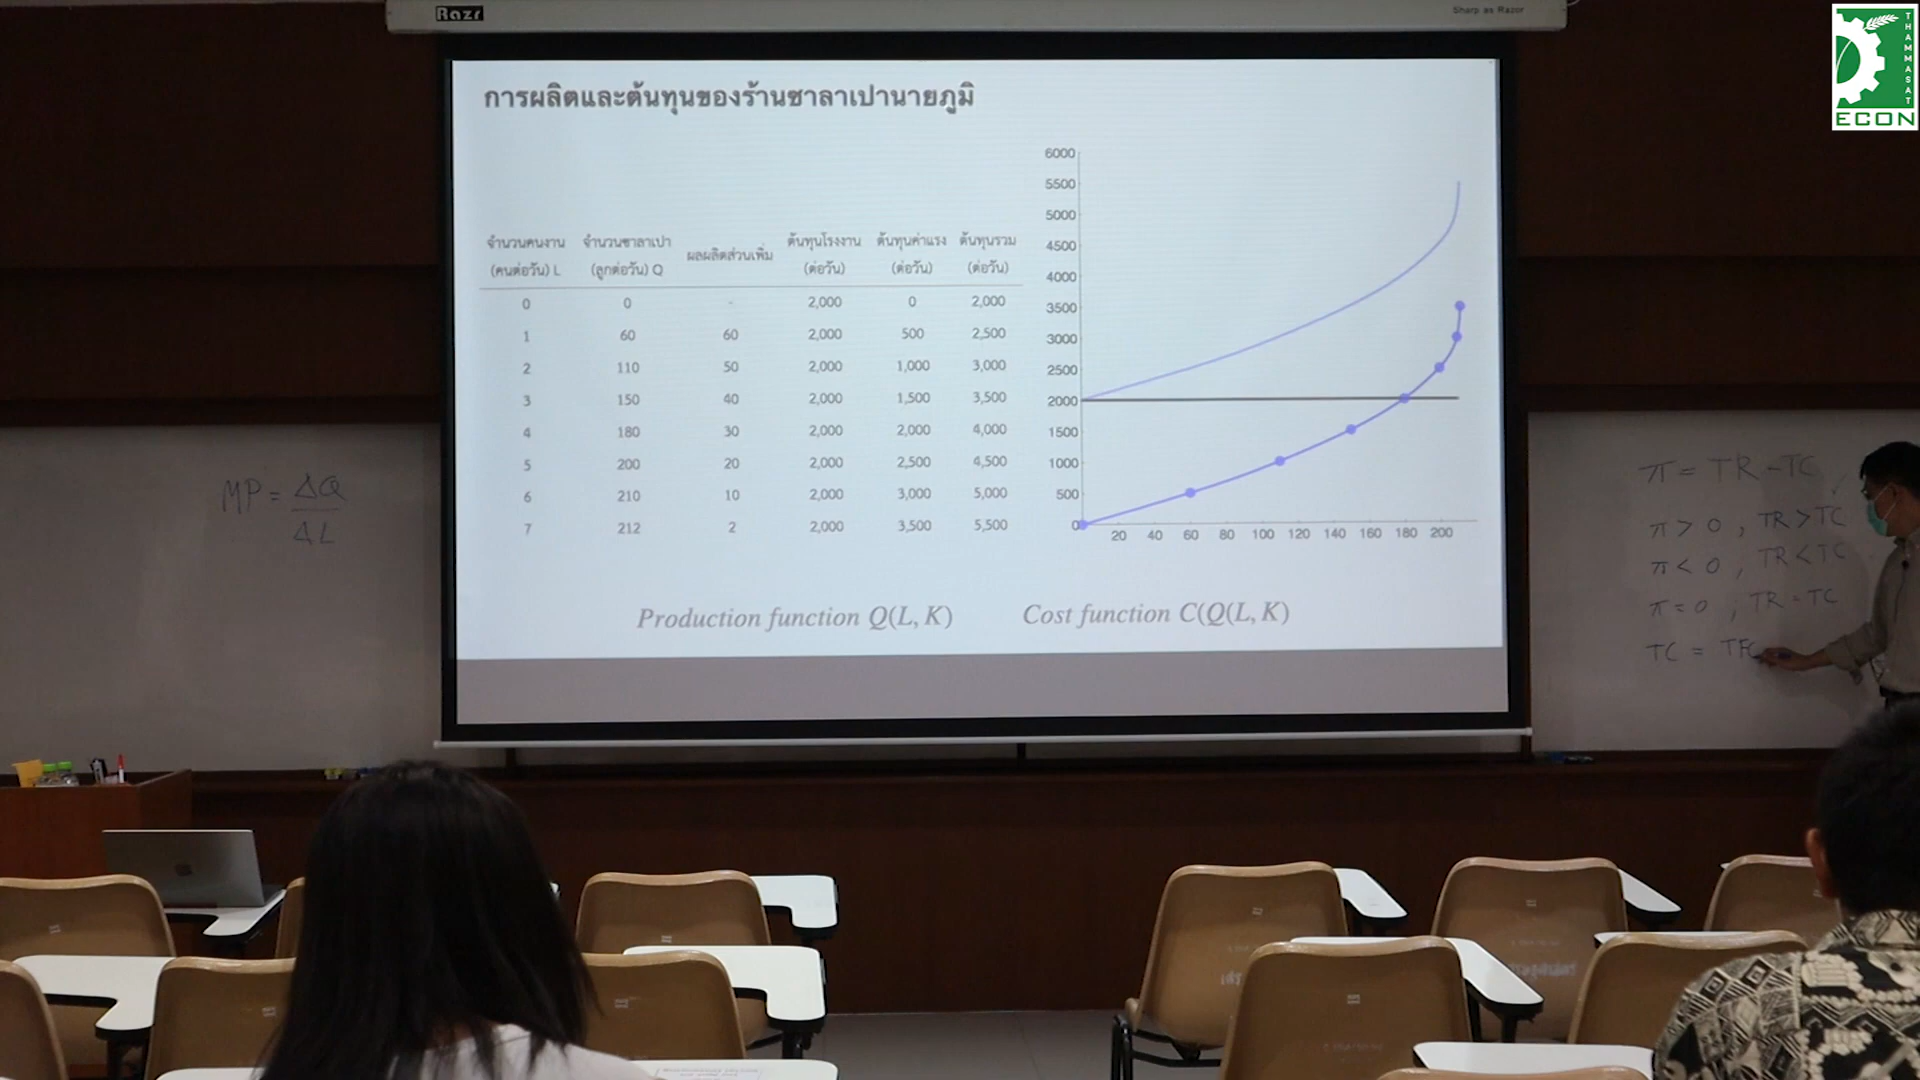 Razr
Sharp as Razor
THAMMASAT
ECON
การผลิตและต้นทุนของร้านซาลาเปานายภูมิ
จำนวนคนงาน จำนวนซาลาเปา ผลผลิตส่วนเพิ่ม ต้นทุนโรงงาน ต้นทุนค่าแรง ต้นทุนรวม
(คนต่อวัน) L (ลูกต่อวัน) Q (ต่อวัน) (ต่อวัน) (ต่อวัน)
0 0 - 2,000 0 2,000
1 60 60 2,000 500 2,500
2 110 50 2,000 1,000 3,000
3 150 40 2,000 1,500 3,500
4 180 30 2,000 2,000 4,000
5 200 20 2,000 2,500 4,500
6 210 10 2,000 3,000 5,000
7 212 2 2,000 3,500 5,500
6000
5500
5000
4500
4000
3500
3000
2500
2000
1500
1000
500
0
20 40 60 80 100 120 140 160 180 200
Production function Q(L, K)
Cost function C(Q(L, K)
MP = ΔQ
ΔL
π = TR - TC
π > 0 , TR > TC
π < 0 , TR < TC
π = 0 , TR = TC
TC = TFC